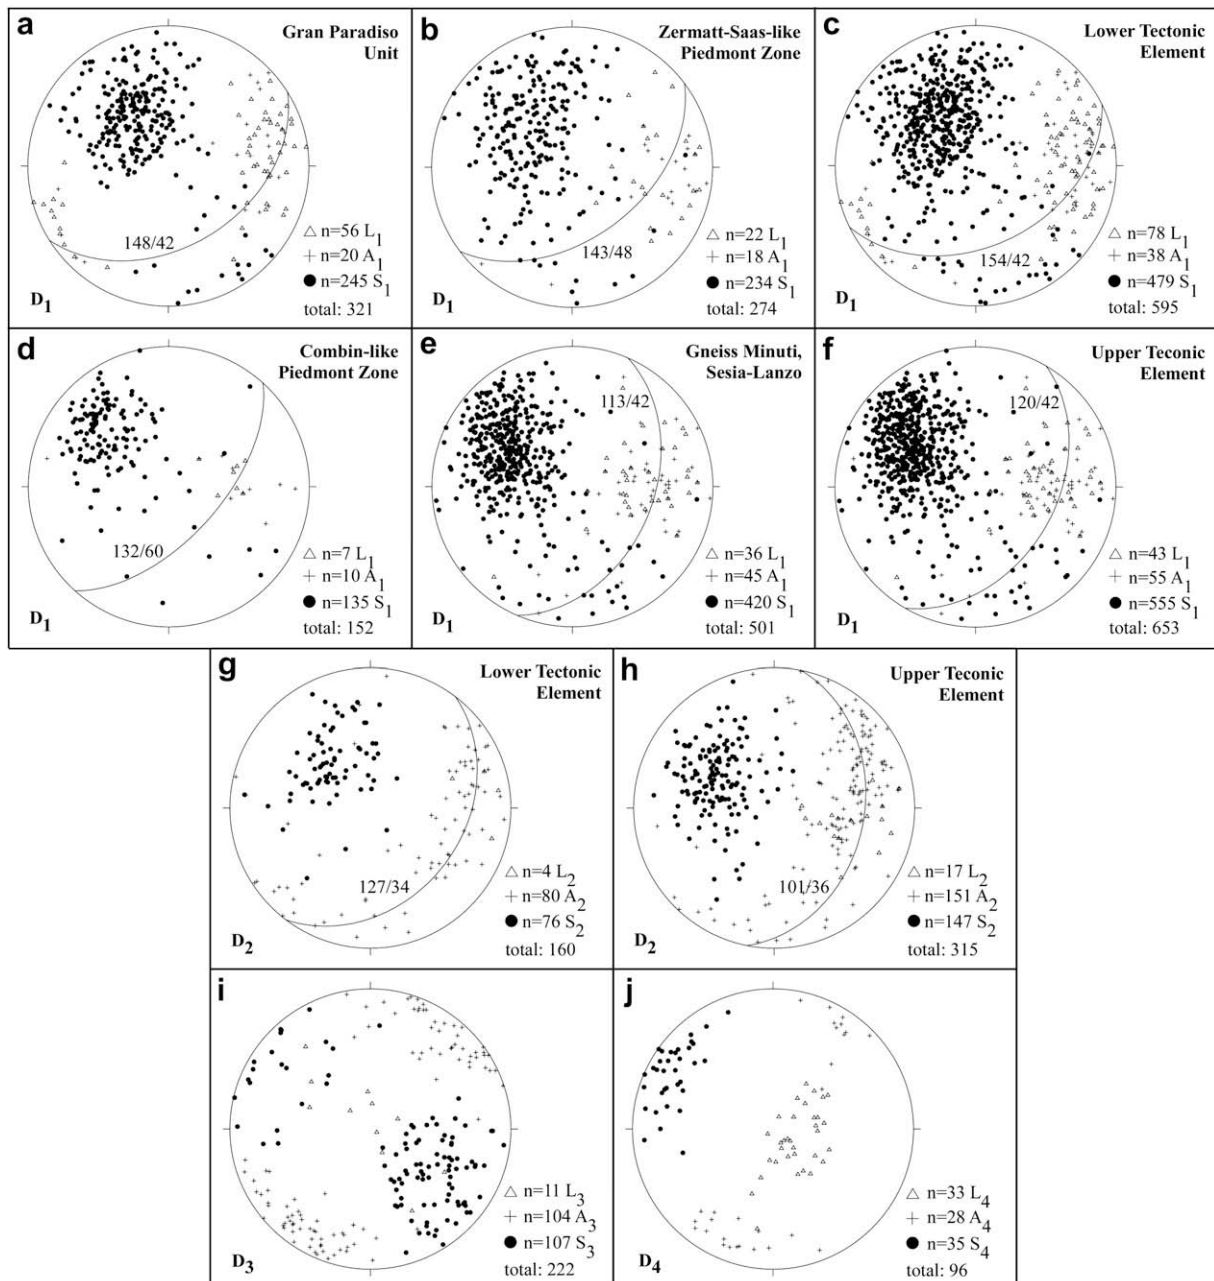 a
Gran Paradiso
Unit
148/42
△ n=56 L1
+ n=20 A1
● n=245 S1
total: 321
D1
b
Zermatt-Saas-like
Piedmont Zone
143/48
△ n=22 L1
+ n=18 A1
● n=234 S1
total: 274
D1
c
Lower Tectonic
Element
154/42
△ n=78 L1
+ n=38 A1
● n=479 S1
total: 595
D1
d
Combin-like
Piedmont Zone
132/60
△ n=7 L1
+ n=10 A1
● n=135 S1
total: 152
D1
e
Gneiss Minuti,
Sesia-Lanzo
113/42
△ n=36 L1
+ n=45 A1
● n=420 S1
total: 501
D1
f
Upper Teconic
Element
120/42
△ n=43 L1
+ n=55 A1
● n=555 S1
total: 653
D1
g
Lower Tectonic
Element
127/34
△ n=4 L2
+ n=80 A2
● n=76 S2
total: 160
D2
h
Upper Teconic
Element
101/36
△ n=17 L2
+ n=151 A2
● n=147 S2
total: 315
D2
i
△ n=11 L3
+ n=104 A3
● n=107 S3
total: 222
D3
j
△ n=33 L4
+ n=28 A4
● n=35 S4
total: 96
D4